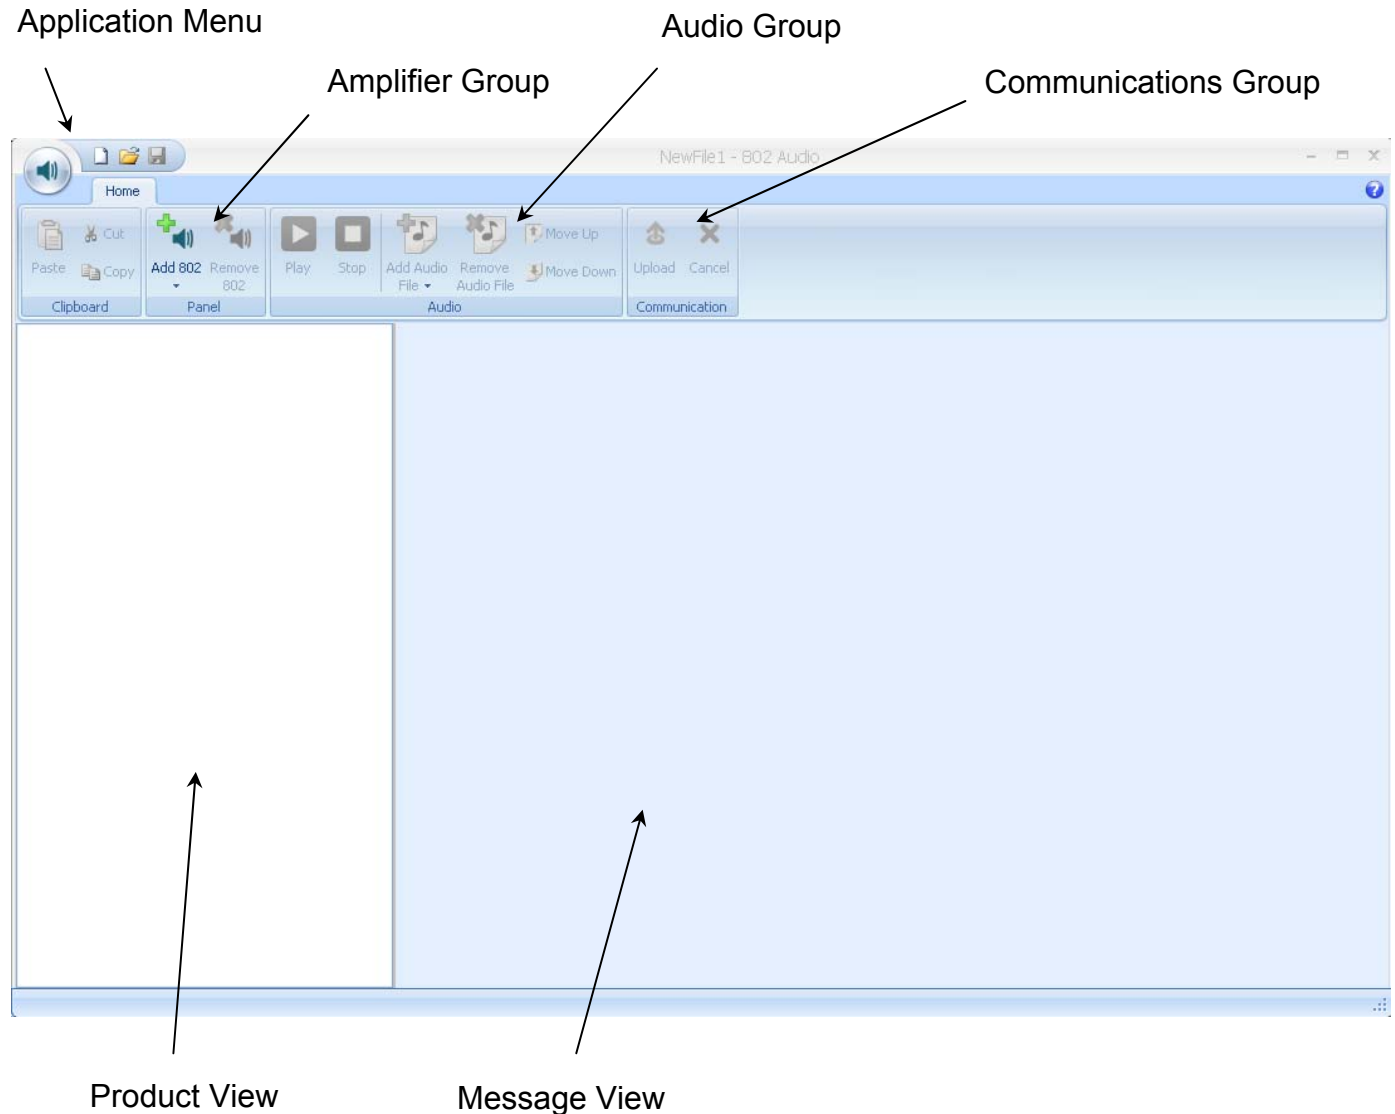 Application Menu
Audio Group
Amplifier Group
Communications Group
NewFile1 - 802 Audio
Home
Paste
Cut
Copy
Clipboard
Add 802
Remove 802
Panel
Play
Stop
Add Audio File
Remove Audio File
Move Up
Move Down
Audio
Upload
Cancel
Communication
Product View
Message View